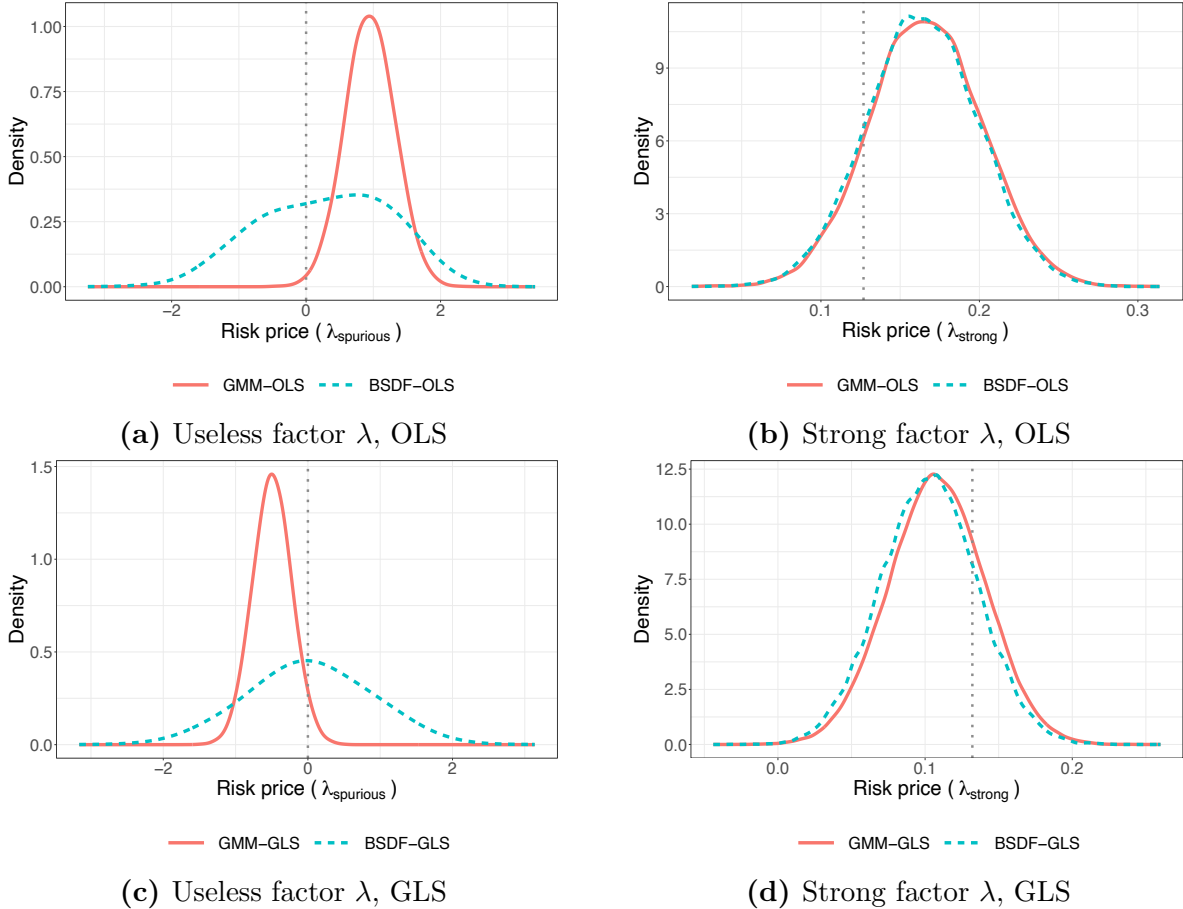 1.00
0.75
0.50
0.25
0.00
Density
−2
0
2
Risk price ( λspurious )
GMM−OLS
BSDF−OLS
(a) Useless factor λ, OLS
9
6
3
0
Density
0.1
0.2
0.3
Risk price ( λstrong )
GMM−OLS
BSDF−OLS
(b) Strong factor λ, OLS
1.5
1.0
0.5
0.0
Density
−2
0
2
Risk price ( λspurious )
GMM−GLS
BSDF−GLS
(c) Useless factor λ, GLS
12.5
10.0
7.5
5.0
2.5
0.0
Density
0.0
0.1
0.2
Risk price ( λstrong )
GMM−GLS
BSDF−GLS
(d) Strong factor λ, GLS